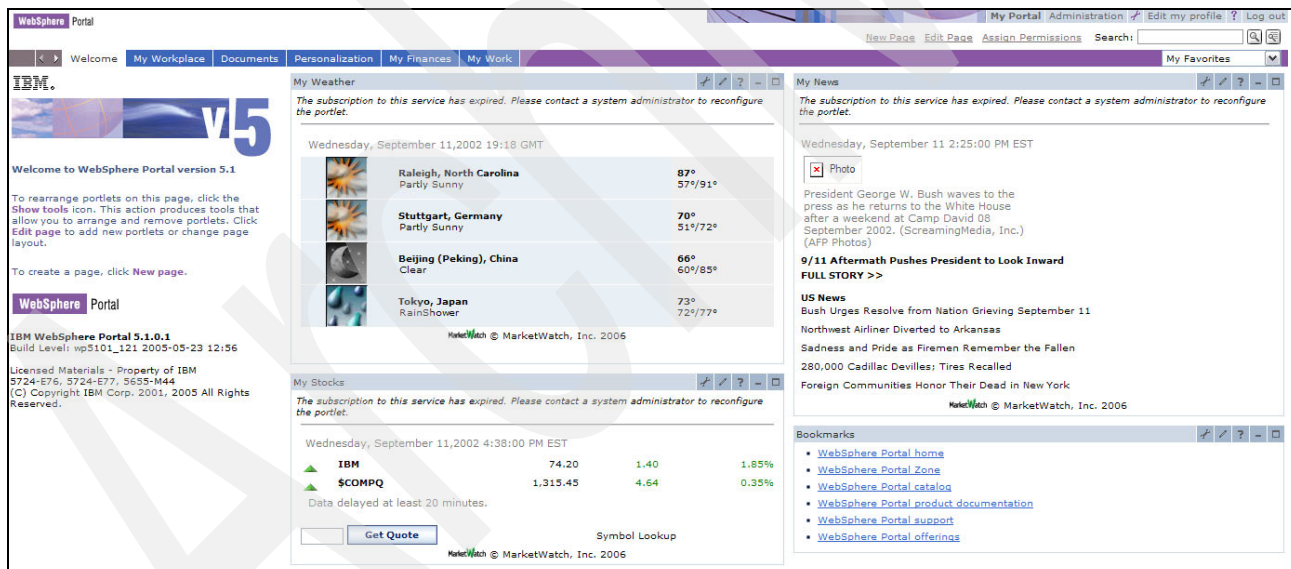 WebSphere Portal
My Portal Administration Edit my profile ? Log out
New Page Edit Page Assign Permissions Search:
Welcome My Workplace Documents Personalization My Finances My Work
My Favorites
IBM.
v5
Welcome to WebSphere Portal version 5.1
To rearrange portlets on this page, click the
Show tools icon. This action produces tools that
allow you to arrange and remove portlets. Click
Edit page to add new portlets or change page
layout.
To create a page, click New page.
WebSphere Portal
IBM WebSphere Portal 5.1.0.1
Build Level: wp5101_121 2005-05-23 12:56
Licensed Materials - Property of IBM
5724-E76, 5724-E77, 5655-M44
(C) Copyright IBM Corp. 2001, 2005 All Rights
Reserved.
My Weather
The subscription to this service has expired. Please contact a system administrator to reconfigure
the portlet.
Wednesday, September 11,2002 19:18 GMT
Raleigh, North Carolina 87°
Partly Sunny 57°/91°
Stuttgart, Germany 70°
Partly Sunny 51°/72°
Beijing (Peking), China 66°
Clear 60°/85°
Tokyo, Japan 73°
RainShower 72°/77°
MarketWatch © MarketWatch, Inc. 2006
My Stocks
The subscription to this service has expired. Please contact a system administrator to reconfigure
the portlet.
Wednesday, September 11,2002 4:38:00 PM EST
IBM 74.20 1.40 1.85%
$COMPQ 1,315.45 4.64 0.35%
Data delayed at least 20 minutes.
Get Quote Symbol Lookup
MarketWatch © MarketWatch, Inc. 2006
My News
The subscription to this service has expired. Please contact a system administrator to reconfigure
the portlet.
Wednesday, September 11 2:25:00 PM EST
Photo
President George W. Bush waves to the
press as he returns to the White House
after a weekend at Camp David 08
September 2002. (ScreamingMedia, Inc.)
(AFP Photos)
9/11 Aftermath Pushes President to Look Inward
FULL STORY >>
US News
Bush Urges Resolve from Nation Grieving September 11
Northwest Airliner Diverted to Arkansas
Sadness and Pride as Firemen Remember the Fallen
280,000 Cadillac Devilles; Tires Recalled
Foreign Communities Honor Their Dead in New York
MarketWatch © MarketWatch, Inc. 2006
Bookmarks
WebSphere Portal home
WebSphere Portal Zone
WebSphere Portal catalog
WebSphere Portal product documentation
WebSphere Portal support
WebSphere Portal offerings